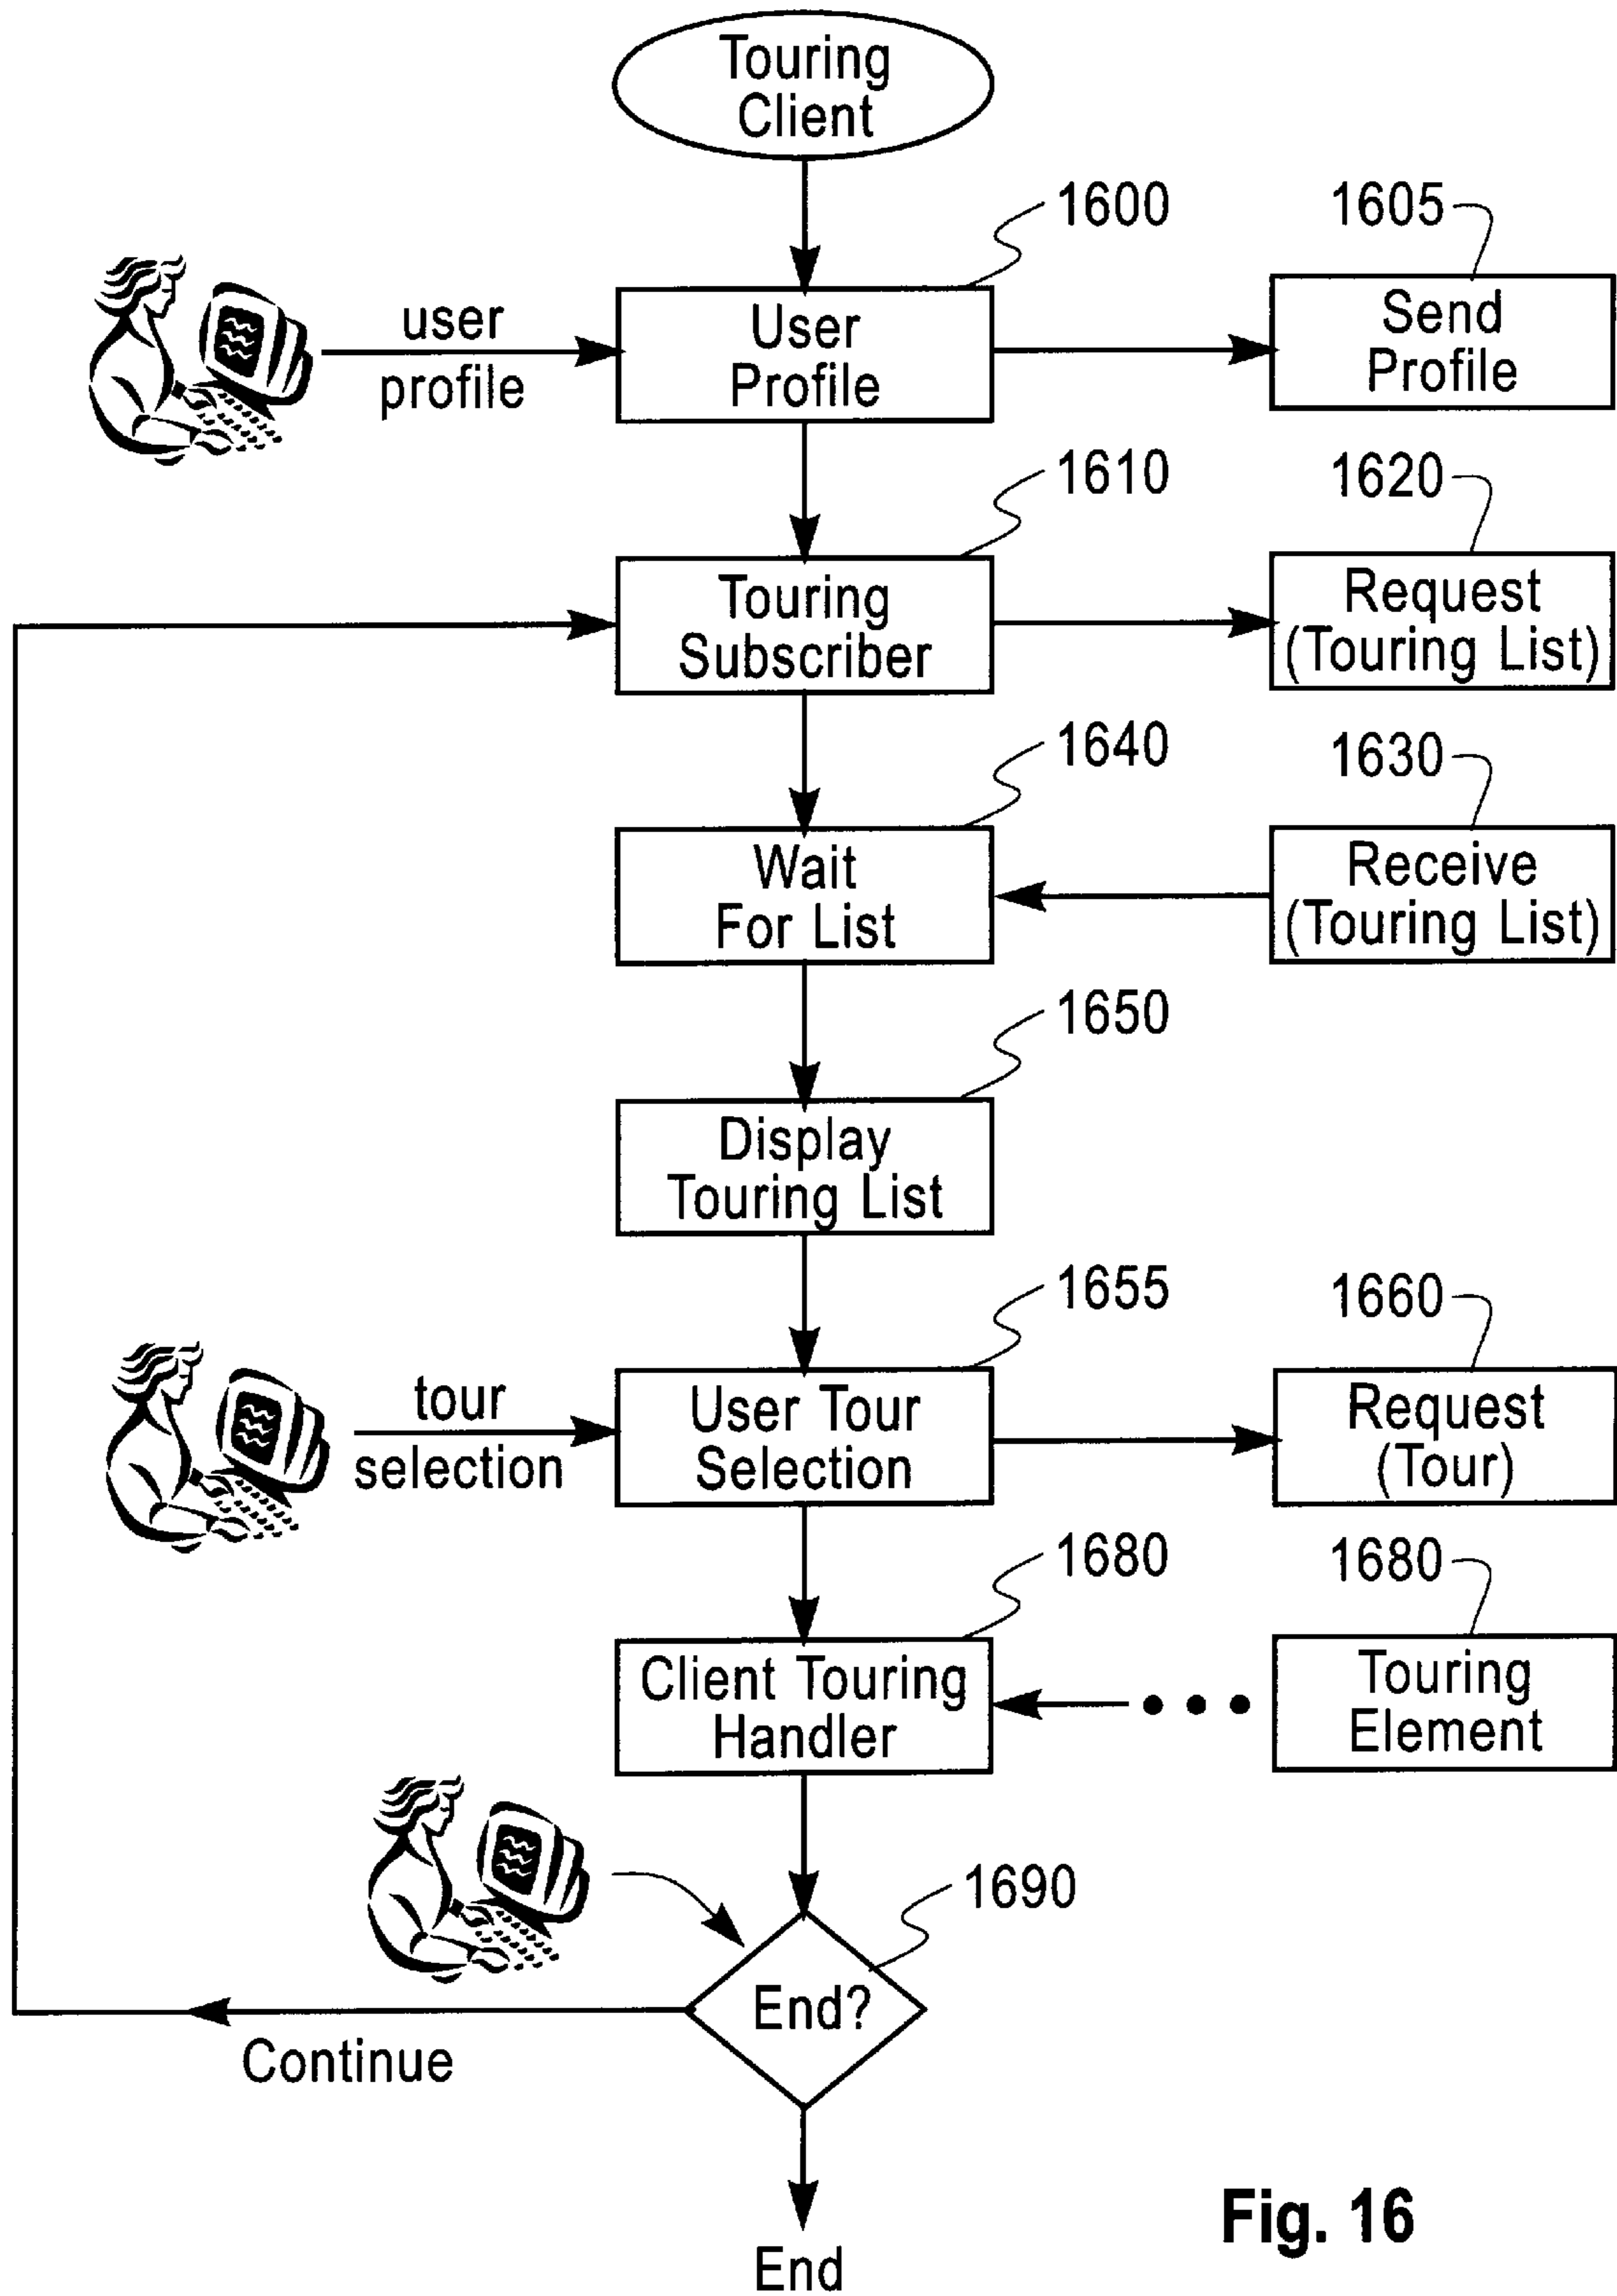 Touring
Client
1600
1605
user
profile
User
Profile
Send
Profile
1610
1620
Touring
Subscriber
Request
(Touring List)
1640
1630
Wait
For List
Receive
(Touring List)
1650
Display
Touring List
1655
1660
tour
selection
User Tour
Selection
Request
(Tour)
1680
1680
Client Touring
Handler
Touring
Element
1690
End?
Continue
End
Fig. 16